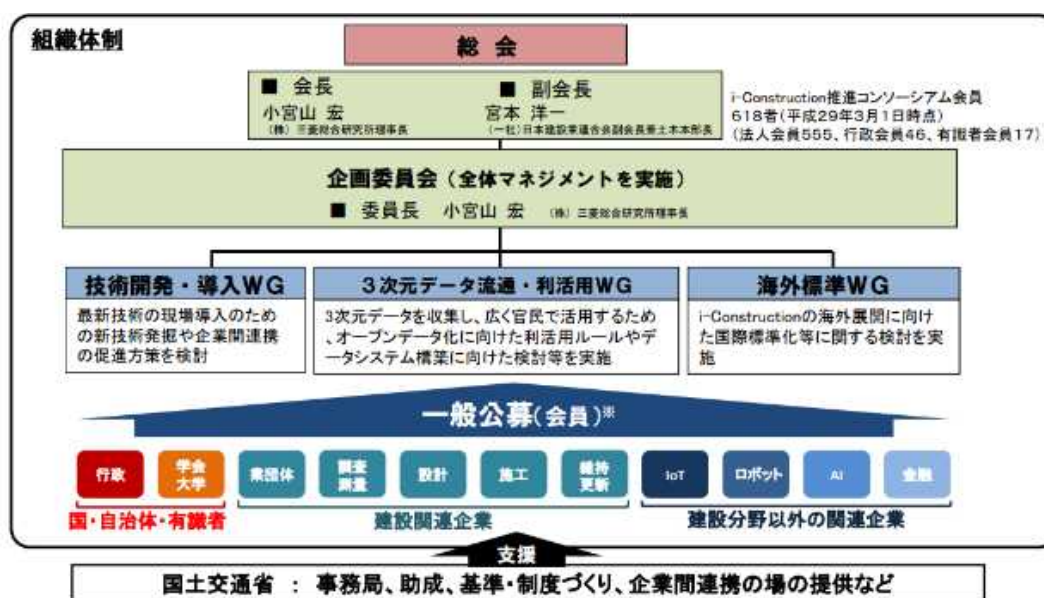 組織体制
総 会
■ 会長
小宮山 宏
(株)三菱総合研究所理事長
■ 副会長
宮本 洋一
(一社)日本建設業連合会副会長兼土木本部長
i-Construction推進コンソーシアム会員
618者(平成29年3月1日時点)
(法人会員555、行政会員46、有識者会員17)
企画委員会(全体マネジメントを実施)
■ 委員長 小宮山 宏 (株)三菱総合研究所理事長
技術開発・導入WG
最新技術の現場導入のため
の新技術発掘や企業間連携
の促進方策を検討
3次元データ流通・利活用WG
3次元データを収集し、広く官民で活用するため
、オープンデータ化に向けた利活用ルールやデ
ータシステム構築に向けた検討等を実施
海外標準WG
i-Constructionの海外展開に向け
た国際標準化等に関する検討を実
施
一般公募(会員)※
行政
学会
大学
業団体
調査
測量
設計
施工
維持
更新
IoT
ロボット
AI
金融
国・自治体・有識者
建設関連企業
建設分野以外の関連企業
支援
国土交通省 : 事務局、助成、基準・制度づくり、企業間連携の場の提供など